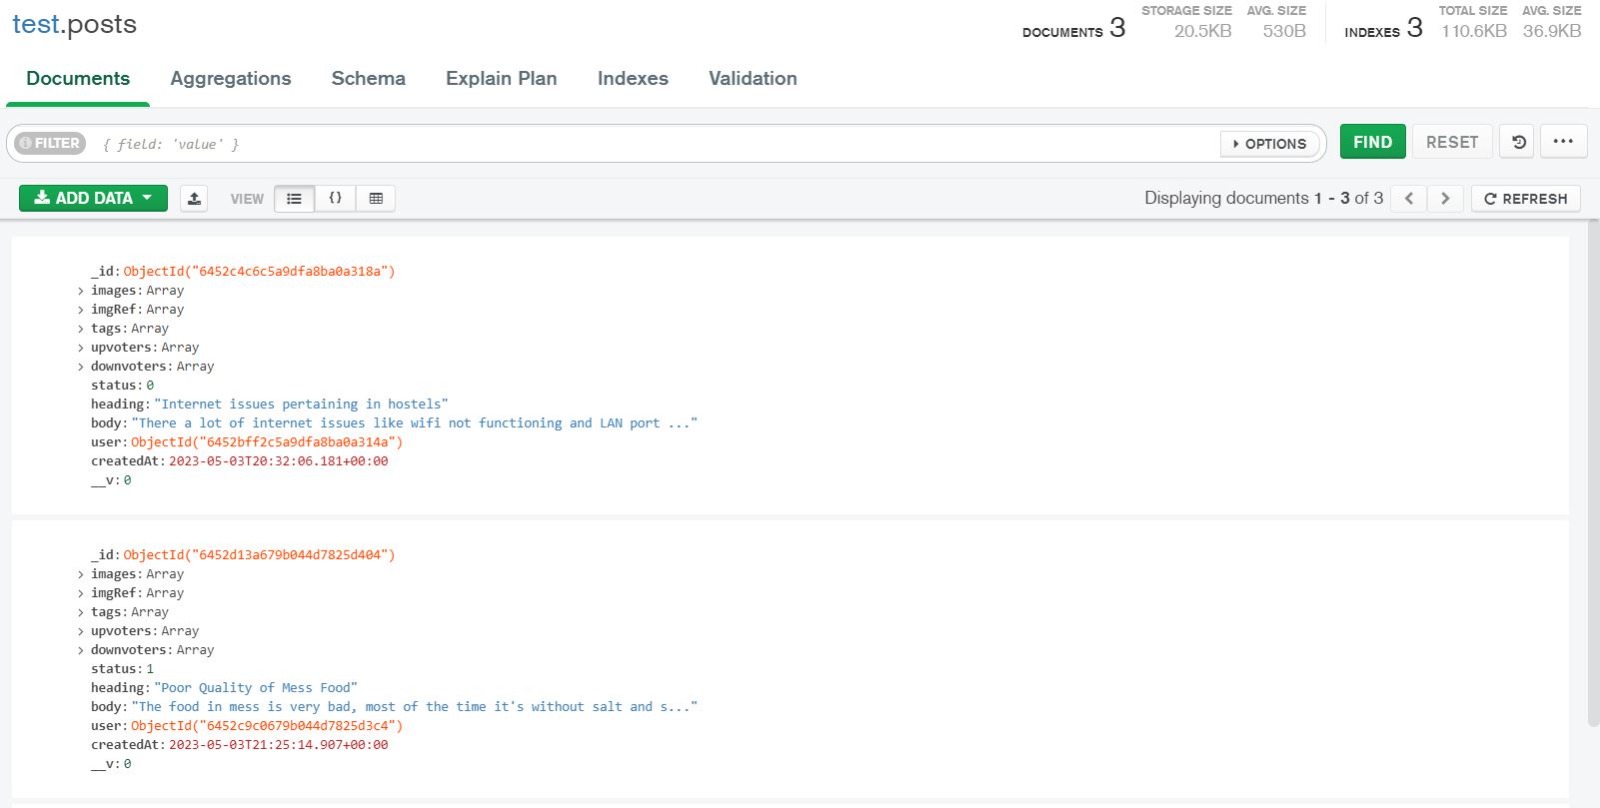 test.posts
DOCUMENTS 3 STORAGE SIZE 20.5KB AVG. SIZE 530B INDEXES 3 TOTAL SIZE 110.6KB AVG. SIZE 36.9KB
Documents Aggregations Schema Explain Plan Indexes Validation
FILTER { field: 'value' } OPTIONS FIND RESET ...
ADD DATA VIEW {} Displaying documents 1 - 3 of 3 < > REFRESH
_id: ObjectId("6452c4c6c5a9dfa8ba0a318a")
> images: Array
> imgRef: Array
> tags: Array
> upvoters: Array
> downvoters: Array
status: 0
heading: "Internet issues pertaining in hostels"
body: "There a lot of internet issues like wifi not functioning and LAN port ..."
user: ObjectId("6452bff2c5a9dfa8ba0a314a")
createdAt: 2023-05-03T20:32:06.181+00:00
__v: 0
_id: ObjectId("6452d13a679b044d7825d404")
> images: Array
> imgRef: Array
> tags: Array
> upvoters: Array
> downvoters: Array
status: 1
heading: "Poor Quality of Mess Food"
body: "The food in mess is very bad, most of the time it's without salt and s..."
user: ObjectId("6452c9c0679b044d7825d3c4")
createdAt: 2023-05-03T21:25:14.907+00:00
__v: 0